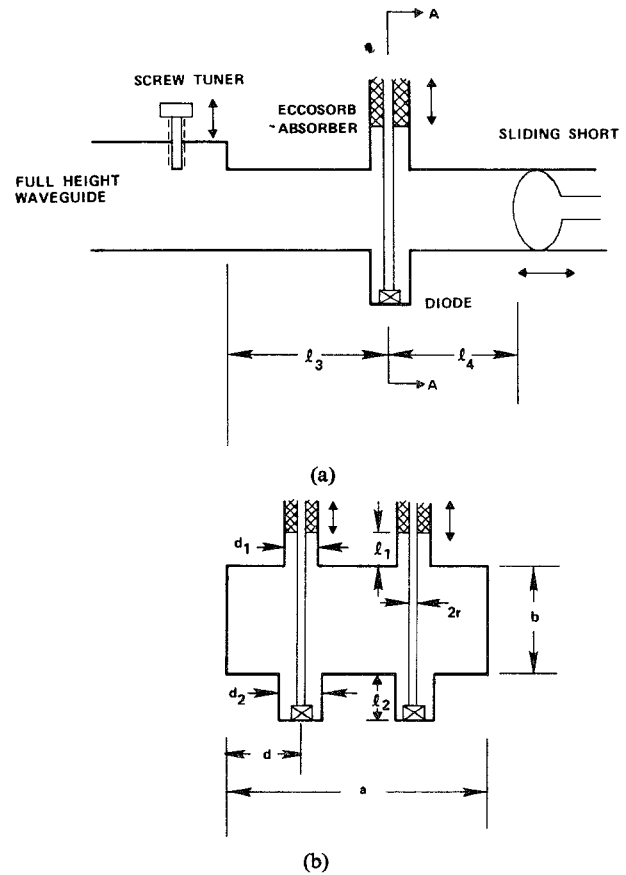 A
SCREW TUNER
ECCOSORB
ABSORBER
SLIDING SHORT
FULL HEIGHT
WAVEGUIDE
DIODE
ℓ3
ℓ4
A
(a)
d1
ℓ1
2r
b
d2
ℓ2
d
a
(b)